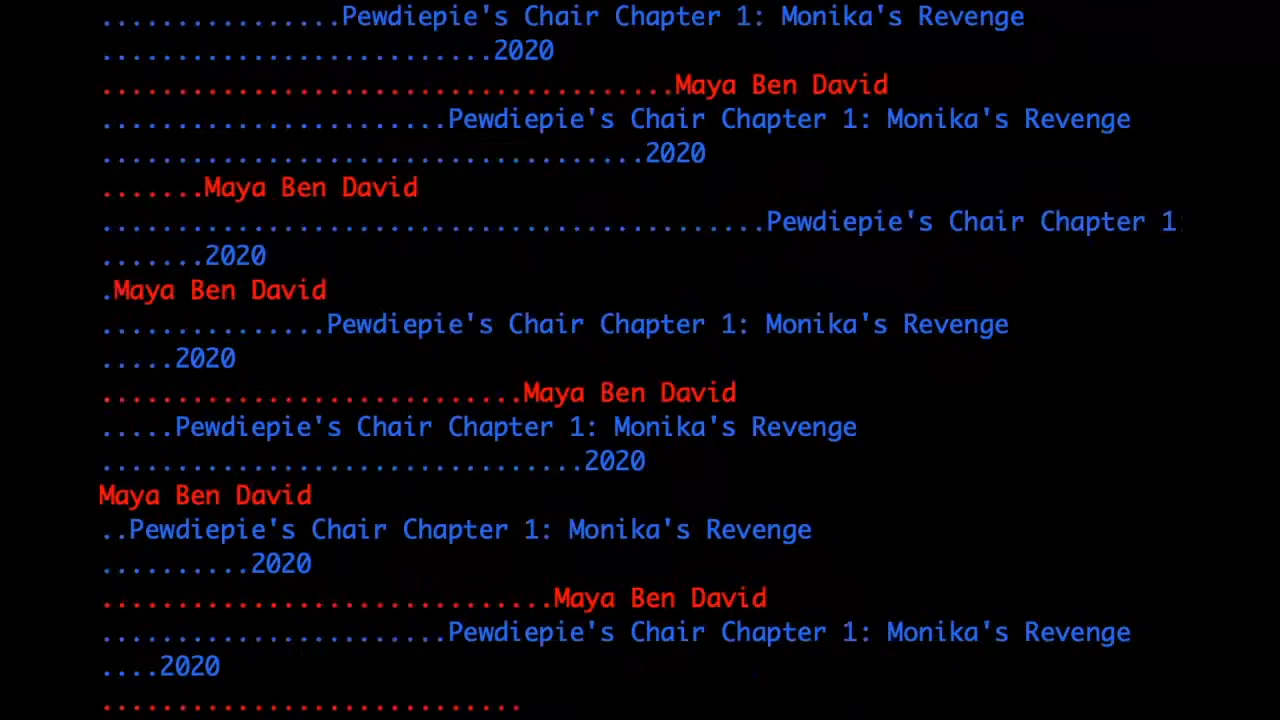 ................Pewdiepie's Chair Chapter 1: Monika's Revenge
..........................2020
......................................Maya Ben David
.......................Pewdiepie's Chair Chapter 1: Monika's Revenge
....................................2020
.......Maya Ben David
............................................Pewdiepie's Chair Chapter 1:
.......2020
.Maya Ben David
...............Pewdiepie's Chair Chapter 1: Monika's Revenge
.....2020
............................Maya Ben David
.....Pewdiepie's Chair Chapter 1: Monika's Revenge
................................2020
Maya Ben David
..Pewdiepie's Chair Chapter 1: Monika's Revenge
..........2020
..............................Maya Ben David
.......................Pewdiepie's Chair Chapter 1: Monika's Revenge
....2020
............................